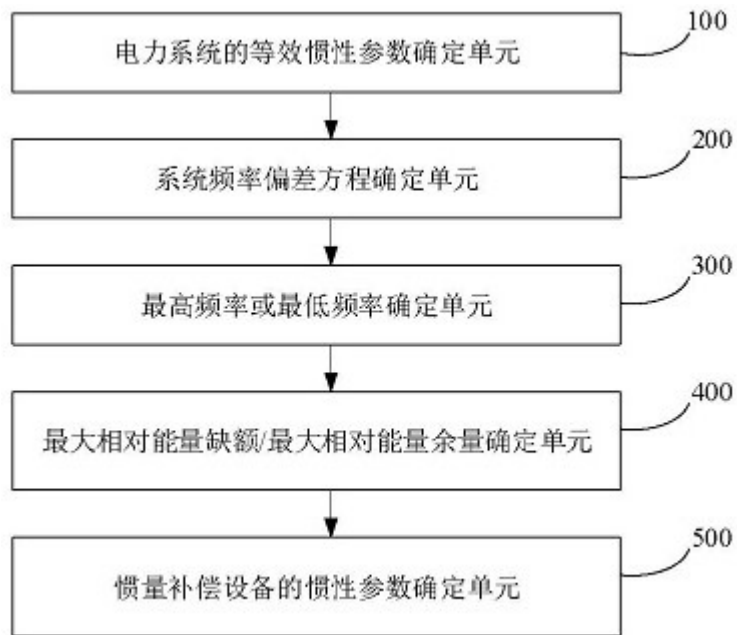 电力系统的等效惯性参数确定单元
100
系统频率偏差方程确定单元
200
最高频率或最低频率确定单元
300
最大相对能量缺额/最大相对能量余量确定单元
400
惯量补偿设备的惯性参数确定单元
500